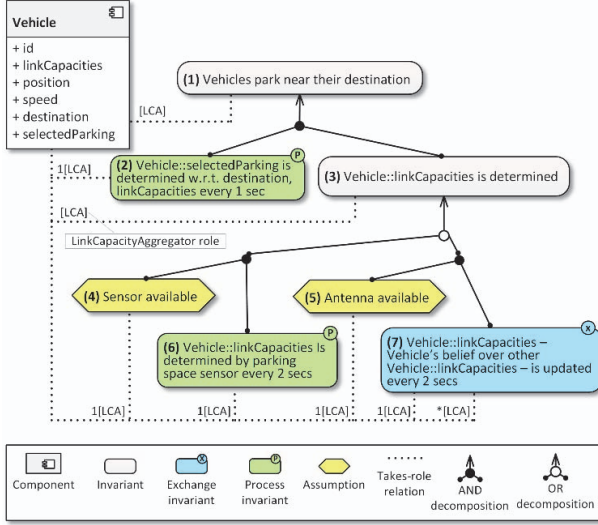 Vehicle
+ id
+ linkCapacities
+ position
+ speed
+ destination
+ selectedParking
(1) Vehicles park near their destination
[LCA]
P
(2) Vehicle::selectedParking is
determined w.r.t. destination,
linkCapacities every 1 sec
1[LCA]
(3) Vehicle::linkCapacities is determined
[LCA]
LinkCapacityAggregator role
(4) Sensor available
(5) Antenna available
P
(6) Vehicle::linkCapacities Is
determined by parking
space sensor every 2 secs
x
(7) Vehicle::linkCapacities –
Vehicle's belief over other
Vehicle::linkCapacities – is updated
every 2 secs
1[LCA]
1[LCA]
1[LCA]
1[LCA]
*[LCA]
X
P
Component
Invariant
Exchange
invariant
Process
invariant
Assumption
Takes-role
relation
AND
decomposition
OR
decomposition